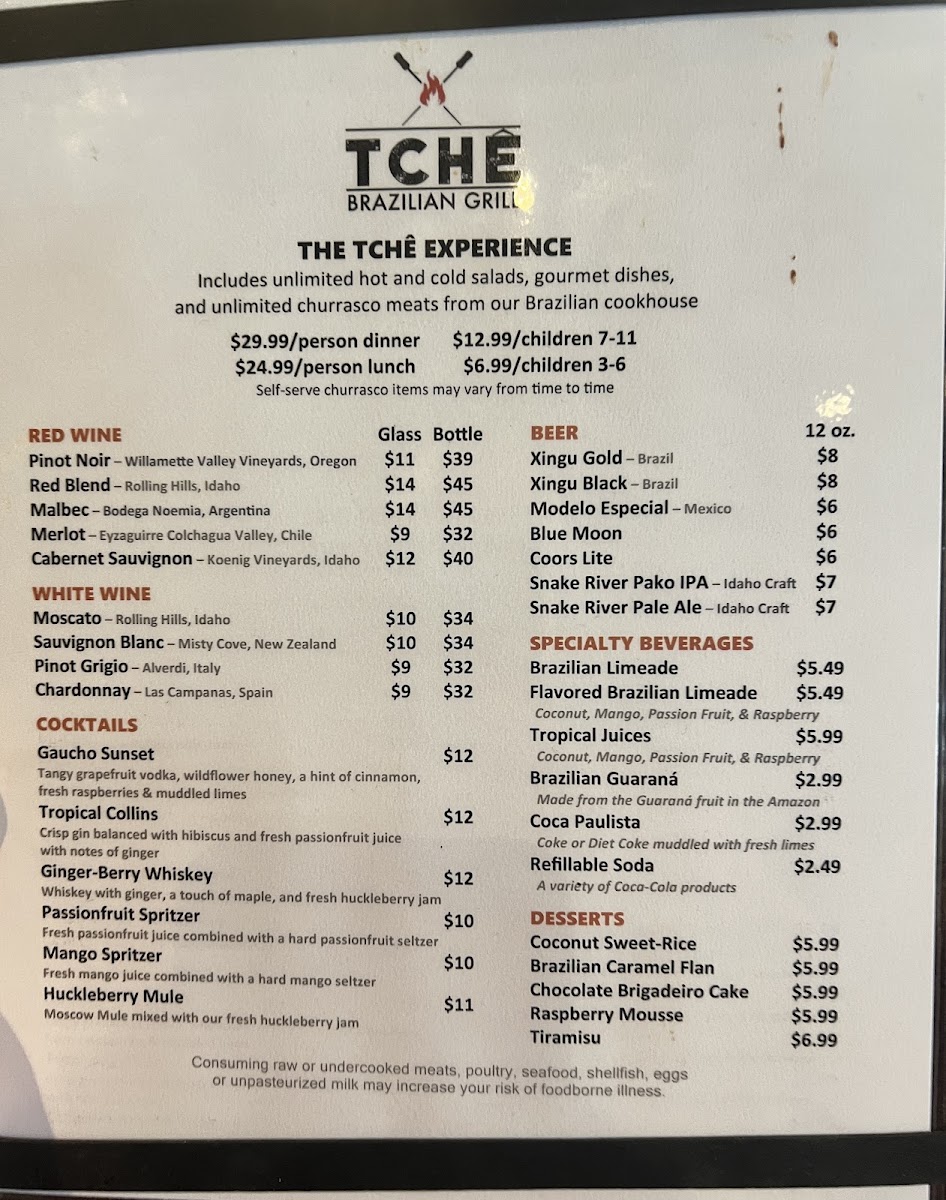 TCHÊ
BRAZILIAN GRILL
THE TCHÊ EXPERIENCE
Includes unlimited hot and cold salads, gourmet dishes,
and unlimited churrasco meats from our Brazilian cookhouse
$29.99/person dinner $12.99/children 7-11
$24.99/person lunch $6.99/children 3-6
Self-serve churrasco items may vary from time to time
RED WINE Glass Bottle
Pinot Noir – Willamette Valley Vineyards, Oregon $11 $39
Red Blend – Rolling Hills, Idaho $14 $45
Malbec – Bodega Noemia, Argentina $14 $45
Merlot – Eyzaguirre Colchagua Valley, Chile $9 $32
Cabernet Sauvignon – Koenig Vineyards, Idaho $12 $40
WHITE WINE
Moscato – Rolling Hills, Idaho $10 $34
Sauvignon Blanc – Misty Cove, New Zealand $10 $34
Pinot Grigio – Alverdi, Italy $9 $32
Chardonnay – Las Campanas, Spain $9 $32
COCKTAILS
Gaucho Sunset $12
Tangy grapefruit vodka, wildflower honey, a hint of cinnamon,
fresh raspberries & muddled limes
Tropical Collins $12
Crisp gin balanced with hibiscus and fresh passionfruit juice
with notes of ginger
Ginger-Berry Whiskey $12
Whiskey with ginger, a touch of maple, and fresh huckleberry jam
Passionfruit Spritzer $10
Fresh passionfruit juice combined with a hard passionfruit seltzer
Mango Spritzer $10
Fresh mango juice combined with a hard mango seltzer
Huckleberry Mule $11
Moscow Mule mixed with our fresh huckleberry jam
BEER 12 oz.
Xingu Gold – Brazil $8
Xingu Black – Brazil $8
Modelo Especial – Mexico $6
Blue Moon $6
Coors Lite $6
Snake River Pako IPA – Idaho Craft $7
Snake River Pale Ale – Idaho Craft $7
SPECIALTY BEVERAGES
Brazilian Limeade $5.49
Flavored Brazilian Limeade $5.49
Coconut, Mango, Passion Fruit, & Raspberry
Tropical Juices $5.99
Coconut, Mango, Passion Fruit, & Raspberry
Brazilian Guaraná $2.99
Made from the Guaraná fruit in the Amazon
Coca Paulista $2.99
Coke or Diet Coke muddled with fresh limes
Refillable Soda $2.49
A variety of Coca-Cola products
DESSERTS
Coconut Sweet-Rice $5.99
Brazilian Caramel Flan $5.99
Chocolate Brigadeiro Cake $5.99
Raspberry Mousse $5.99
Tiramisu $6.99
Consuming raw or undercooked meats, poultry, seafood, shellfish, eggs
or unpasteurized milk may increase your risk of foodborne illness.